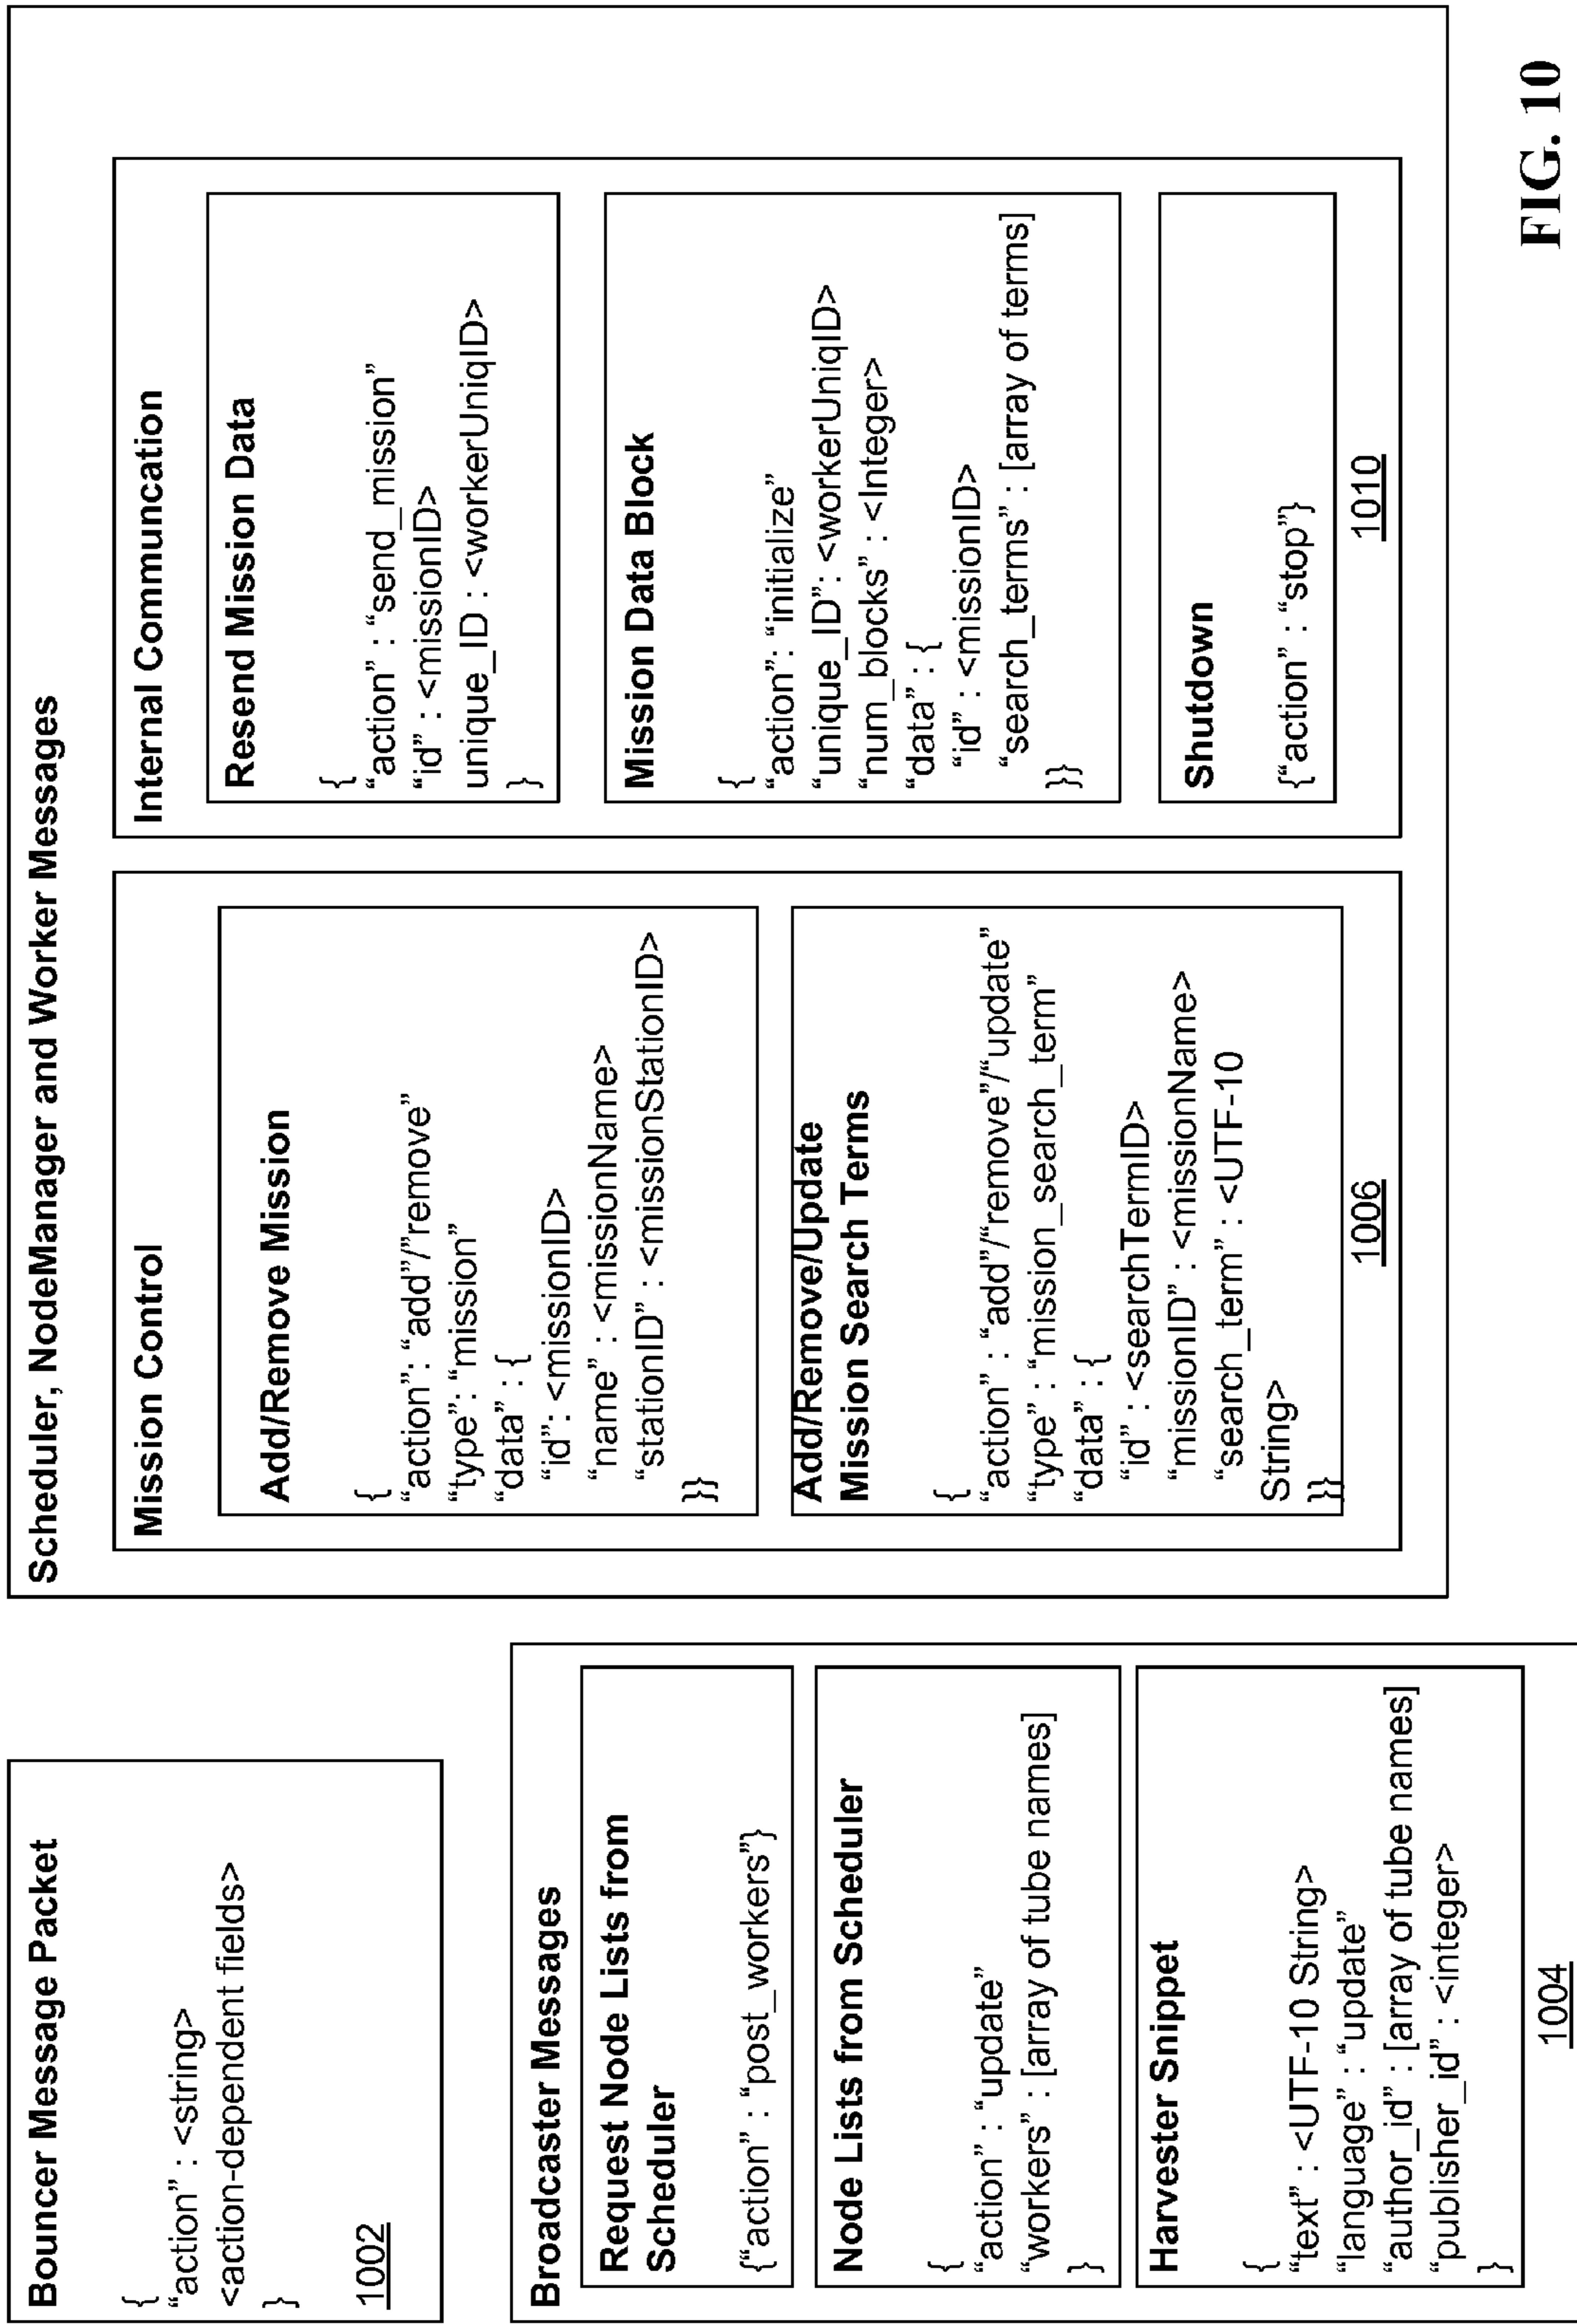 Bouncer Message Packet
{
“action” : <string>
<action-dependent fields>
}
1002
Broadcaster Messages
Request Node Lists from
Scheduler
{“action” : “post_workers”}
Node Lists from Scheduler
{
“action” : “update”
“workers” : [array of tube names]
}
Harvester Snippet
{
“text” : <UTF-10 String>
“language” : “update”
“author_id” : [array of tube names]
“publisher_id” : <integer>
}
1004
Scheduler, NodeManager and Worker Messages
Mission Control
Add/Remove Mission
{
“action”: “add”/”remove”
“type”: “mission”
“data” : {
“id”: <missionID>
“name” : <missionName>
“stationID” : <missionStationID>
}}
Add/Remove/Update
Mission Search Terms
{
“action” : “add”/“remove”/“update”
“type” : “mission_search_term”
“data” : {
“id” : <searchTermID>
“missionID” : <missionName>
“search_term” : <UTF-10
String>
}}
1006
Internal Communcation
Resend Mission Data
{
“action” : “send_mission”
“id” : <missionID>
unique_ID : <workerUniqID>
}
Mission Data Block
{
“action”: “initialize”
“unique_ID”: <workerUniqID>
“num_blocks” : <Integer>
“data” : {
“id” : <missionID>
“search_terms” : [array of terms]
}}
Shutdown
{“action” : “stop”}
1010
FIG. 10